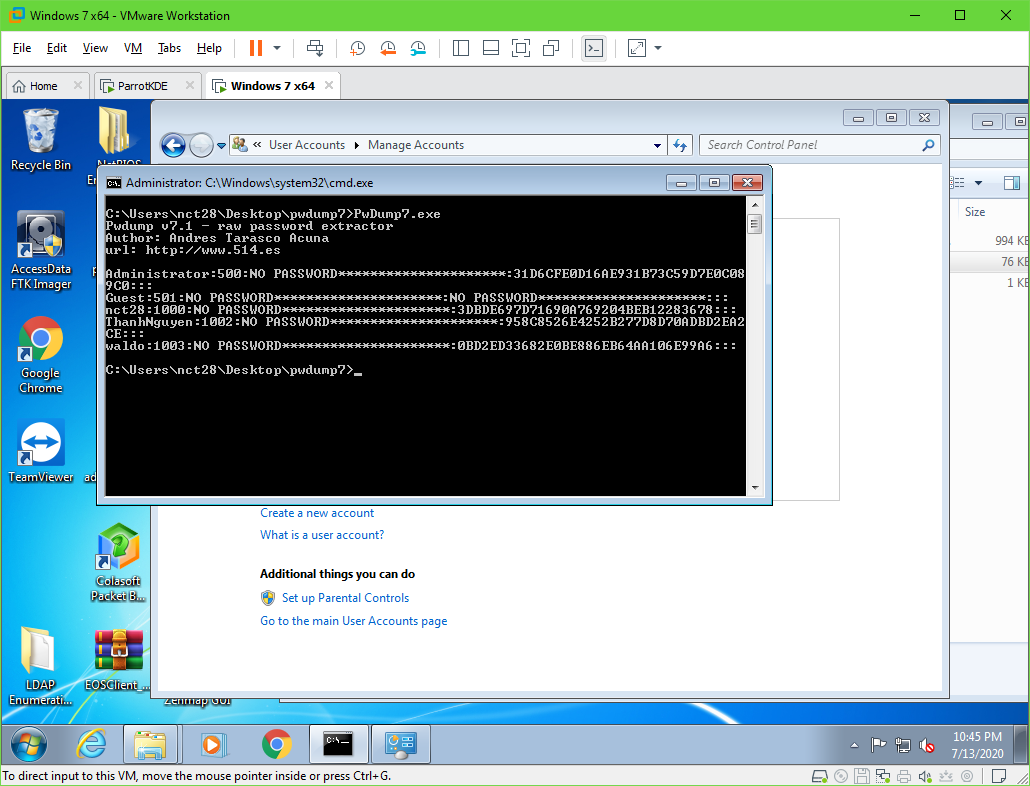 Windows 7 x64 - VMware Workstation
File Edit View VM Tabs Help
Home ParrotKDE Windows 7 x64
Recycle Bin
NetBIOS
User Accounts Manage Accounts
Search Control Panel
Administrator: C:\Windows\system32\cmd.exe
C:\Users\nct28\Desktop\pwdump7>PwDump7.exe
Pwdump v7.1 - raw password extractor
Author: Andres Tarasco Acuna
url: http://www.514.es
Administrator:500:NO PASSWORD*********************:31D6CFE0D16AE931B73C59D7E0C08
9C0:::
Guest:501:NO PASSWORD*********************:NO PASSWORD*********************:::
nct28:1000:NO PASSWORD*********************:3DBDE697D71690A769204BEB12283678:::
ThanhNguyen:1002:NO PASSWORD*********************:958C8526E4252B277D8D70ADBD2EA2
CE:::
waldo:1003:NO PASSWORD*********************:0BD2ED33682E0BE886EB64AA106E99A6:::
C:\Users\nct28\Desktop\pwdump7>_
Size
994 KB
76 KB
1 KB
AccessData
FTK Imager
Google
Chrome
TeamViewer
Colasoft
Packet B...
LDAP
Enumerati...
EOSClient_...
Zenmap GUI
Create a new account
What is a user account?
Additional things you can do
Set up Parental Controls
Go to the main User Accounts page
10:45 PM
7/13/2020
To direct input to this VM, move the mouse pointer inside or press Ctrl+G.